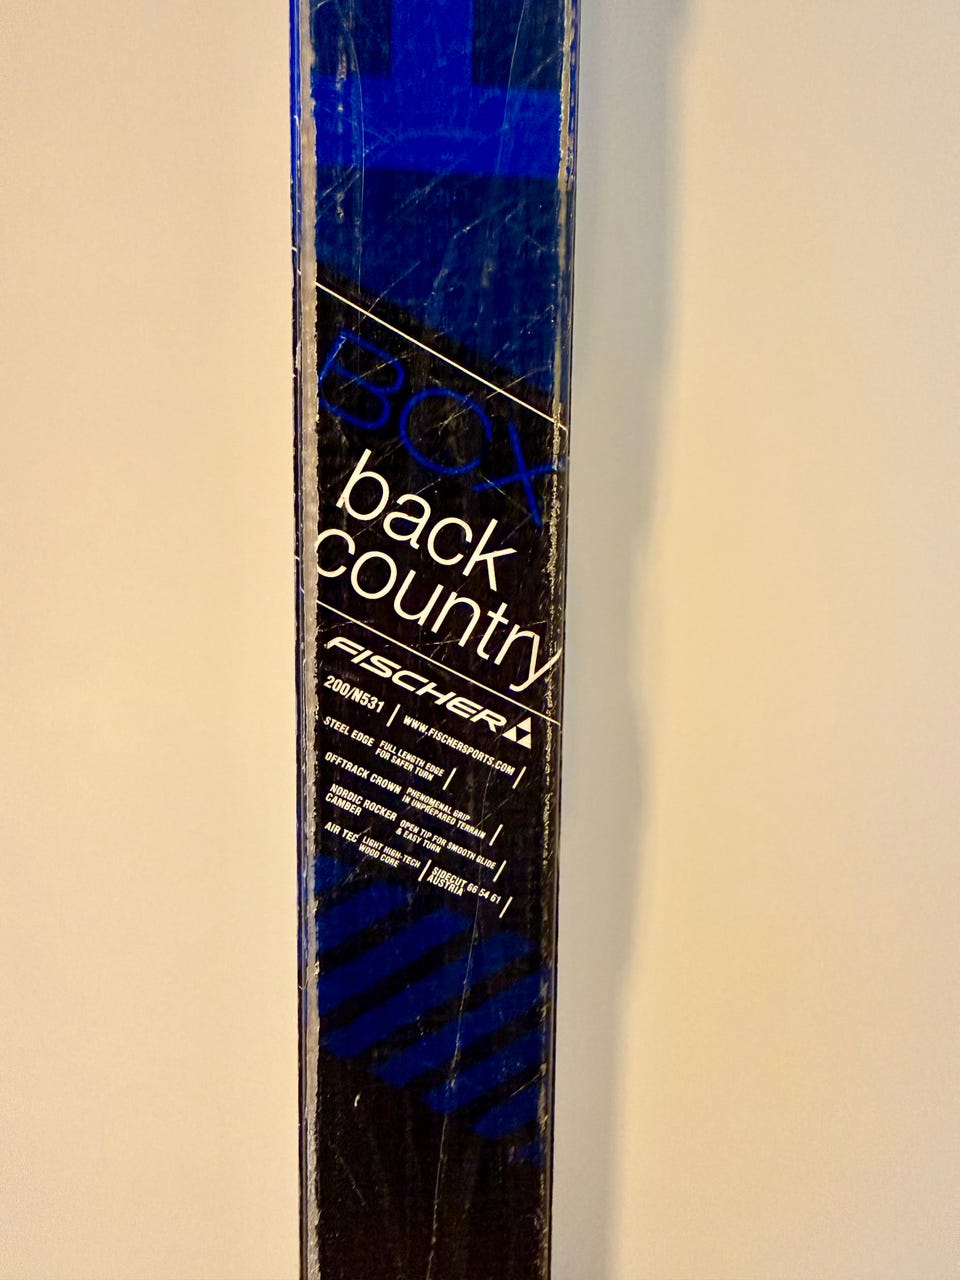 BCX
back
country
FISCHER
200/N531 | WWW.FISCHERSPORTS.COM |
STEEL EDGE FULL LENGTH EDGE
FOR SAFER TURN |
OFFTRACK CROWN PHENOMENAL GRIP
IN UNPREPARED TERRAIN |
NORDIC ROCKER
CAMBER
OPEN TIP FOR SMOOTH GLIDE
& EASY TURN |
AIR TEC LIGHT HIGH-TECH
WOOD CORE |
SIDECUT 66 54 61
AUSTRIA |